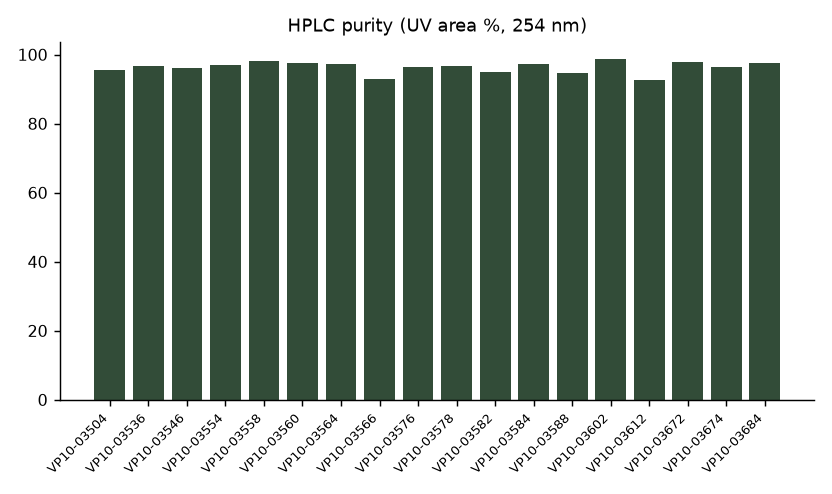 HPLC purity (UV area %, 254 nm)
100
80
60
40
20
0
VP10-03504
VP10-03536
VP10-03546
VP10-03554
VP10-03558
VP10-03560
VP10-03564
VP10-03566
VP10-03576
VP10-03578
VP10-03582
VP10-03584
VP10-03588
VP10-03602
VP10-03612
VP10-03672
VP10-03674
VP10-03684